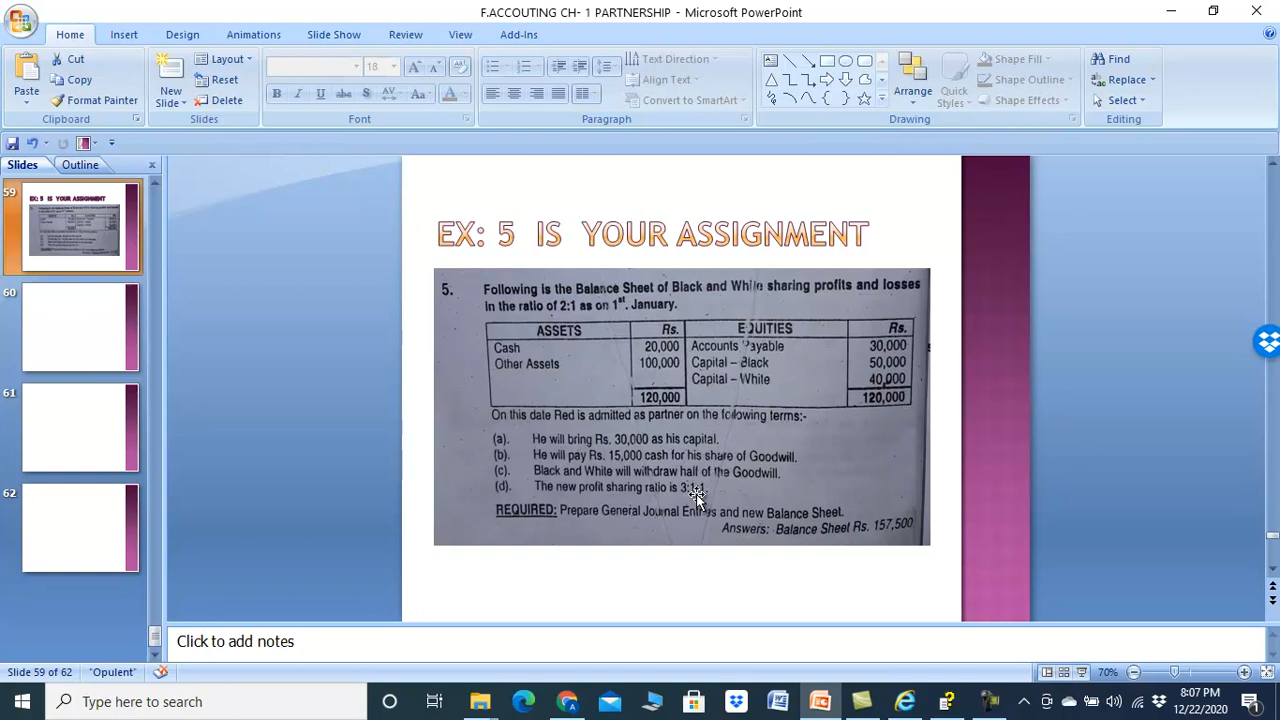 F.ACCOUTING CH- 1 PARTNERSHIP - Microsoft PowerPoint
Home Insert Design Animations Slide Show Review View Add-Ins
Paste
Cut
Copy
Format Painter
Clipboard
New Slide
Layout
Reset
Delete
Slides
18
B I U abc S AV Aa A
Font
Paragraph
Text Direction
Align Text
Convert to SmartArt
Arrange
Quick Styles
Shape Fill
Shape Outline
Shape Effects
Drawing
Find
Replace
Select
Editing
Slides Outline
59
EX: 5 IS YOUR ASSIGNMENT
60
61
62
EX: 5 IS YOUR ASSIGNMENT
5. Following is the Balance Sheet of Black and White sharing profits and losses
in the ratio of 2:1 as on 1st. January.
ASSETS Rs. EQUITIES Rs.
Cash 20,000 Accounts Payable 30,000
Other Assets 100,000 Capital – Black 50,000
Capital – White 40,000
120,000 120,000
On this date Red is admitted as partner on the following terms:-
(a). He will bring Rs. 30,000 as his capital.
(b). He will pay Rs. 15,000 cash for his share of Goodwill.
(c). Black and White will withdraw half of the Goodwill.
(d). The new profit sharing ratio is 3:1:1.
REQUIRED: Prepare General Journal Entries and new Balance Sheet.
Answers: Balance Sheet Rs. 157,500
Click to add notes
Slide 59 of 62 "Opulent" 70%
Type here to search
8:07 PM
12/22/2020